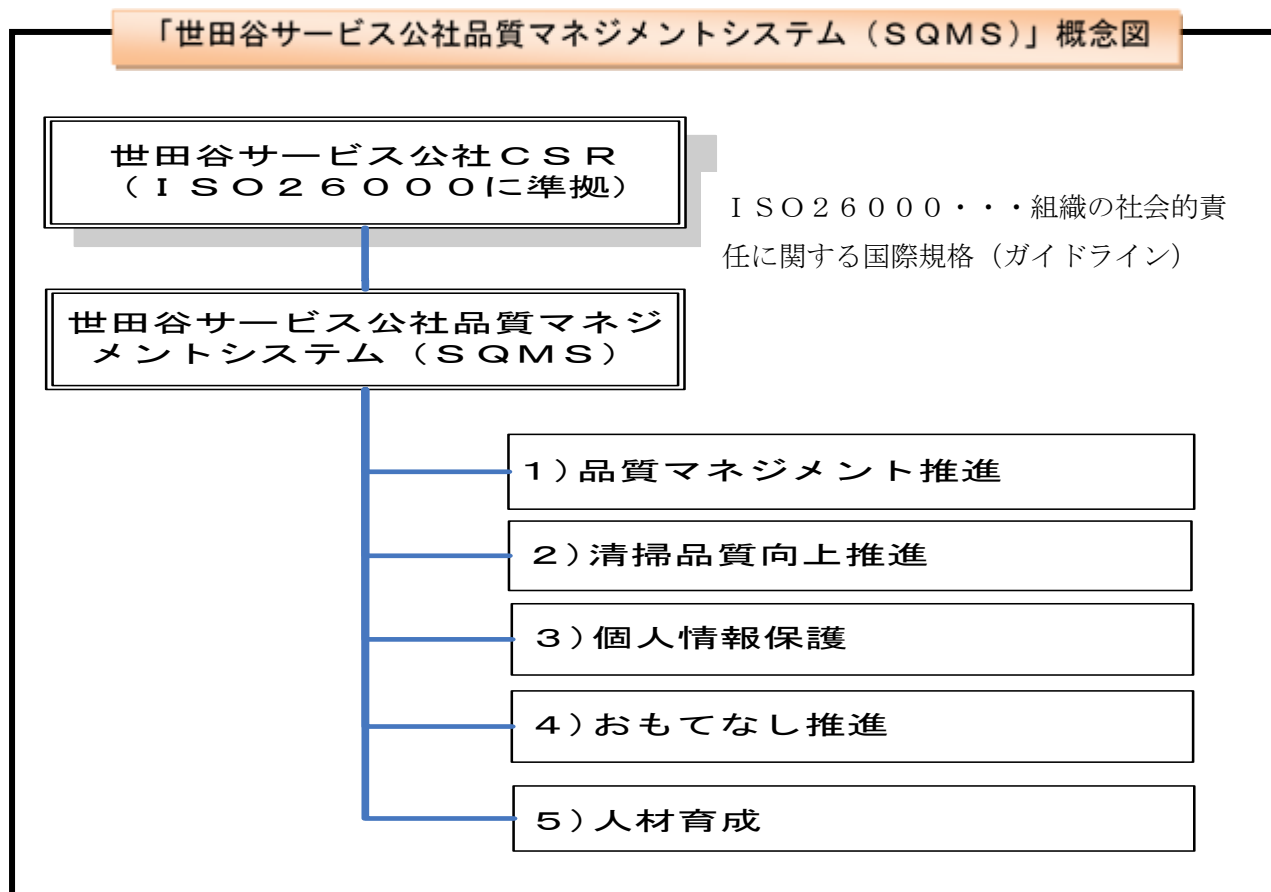 「世田谷サービス公社品質マネジメントシステム（ＳＱＭＳ）」概念図
世田谷サービス公社ＣＳＲ
（ＩＳＯ２６０００に準拠）
ＩＳＯ２６０００・・・組織の社会的責
任に関する国際規格（ガイドライン）
世田谷サービス公社品質マネジ
メントシステム（ＳＱＭＳ）
１）品質マネジメント推進
２）清掃品質向上推進
３）個人情報保護
４）おもてなし推進
５）人材育成